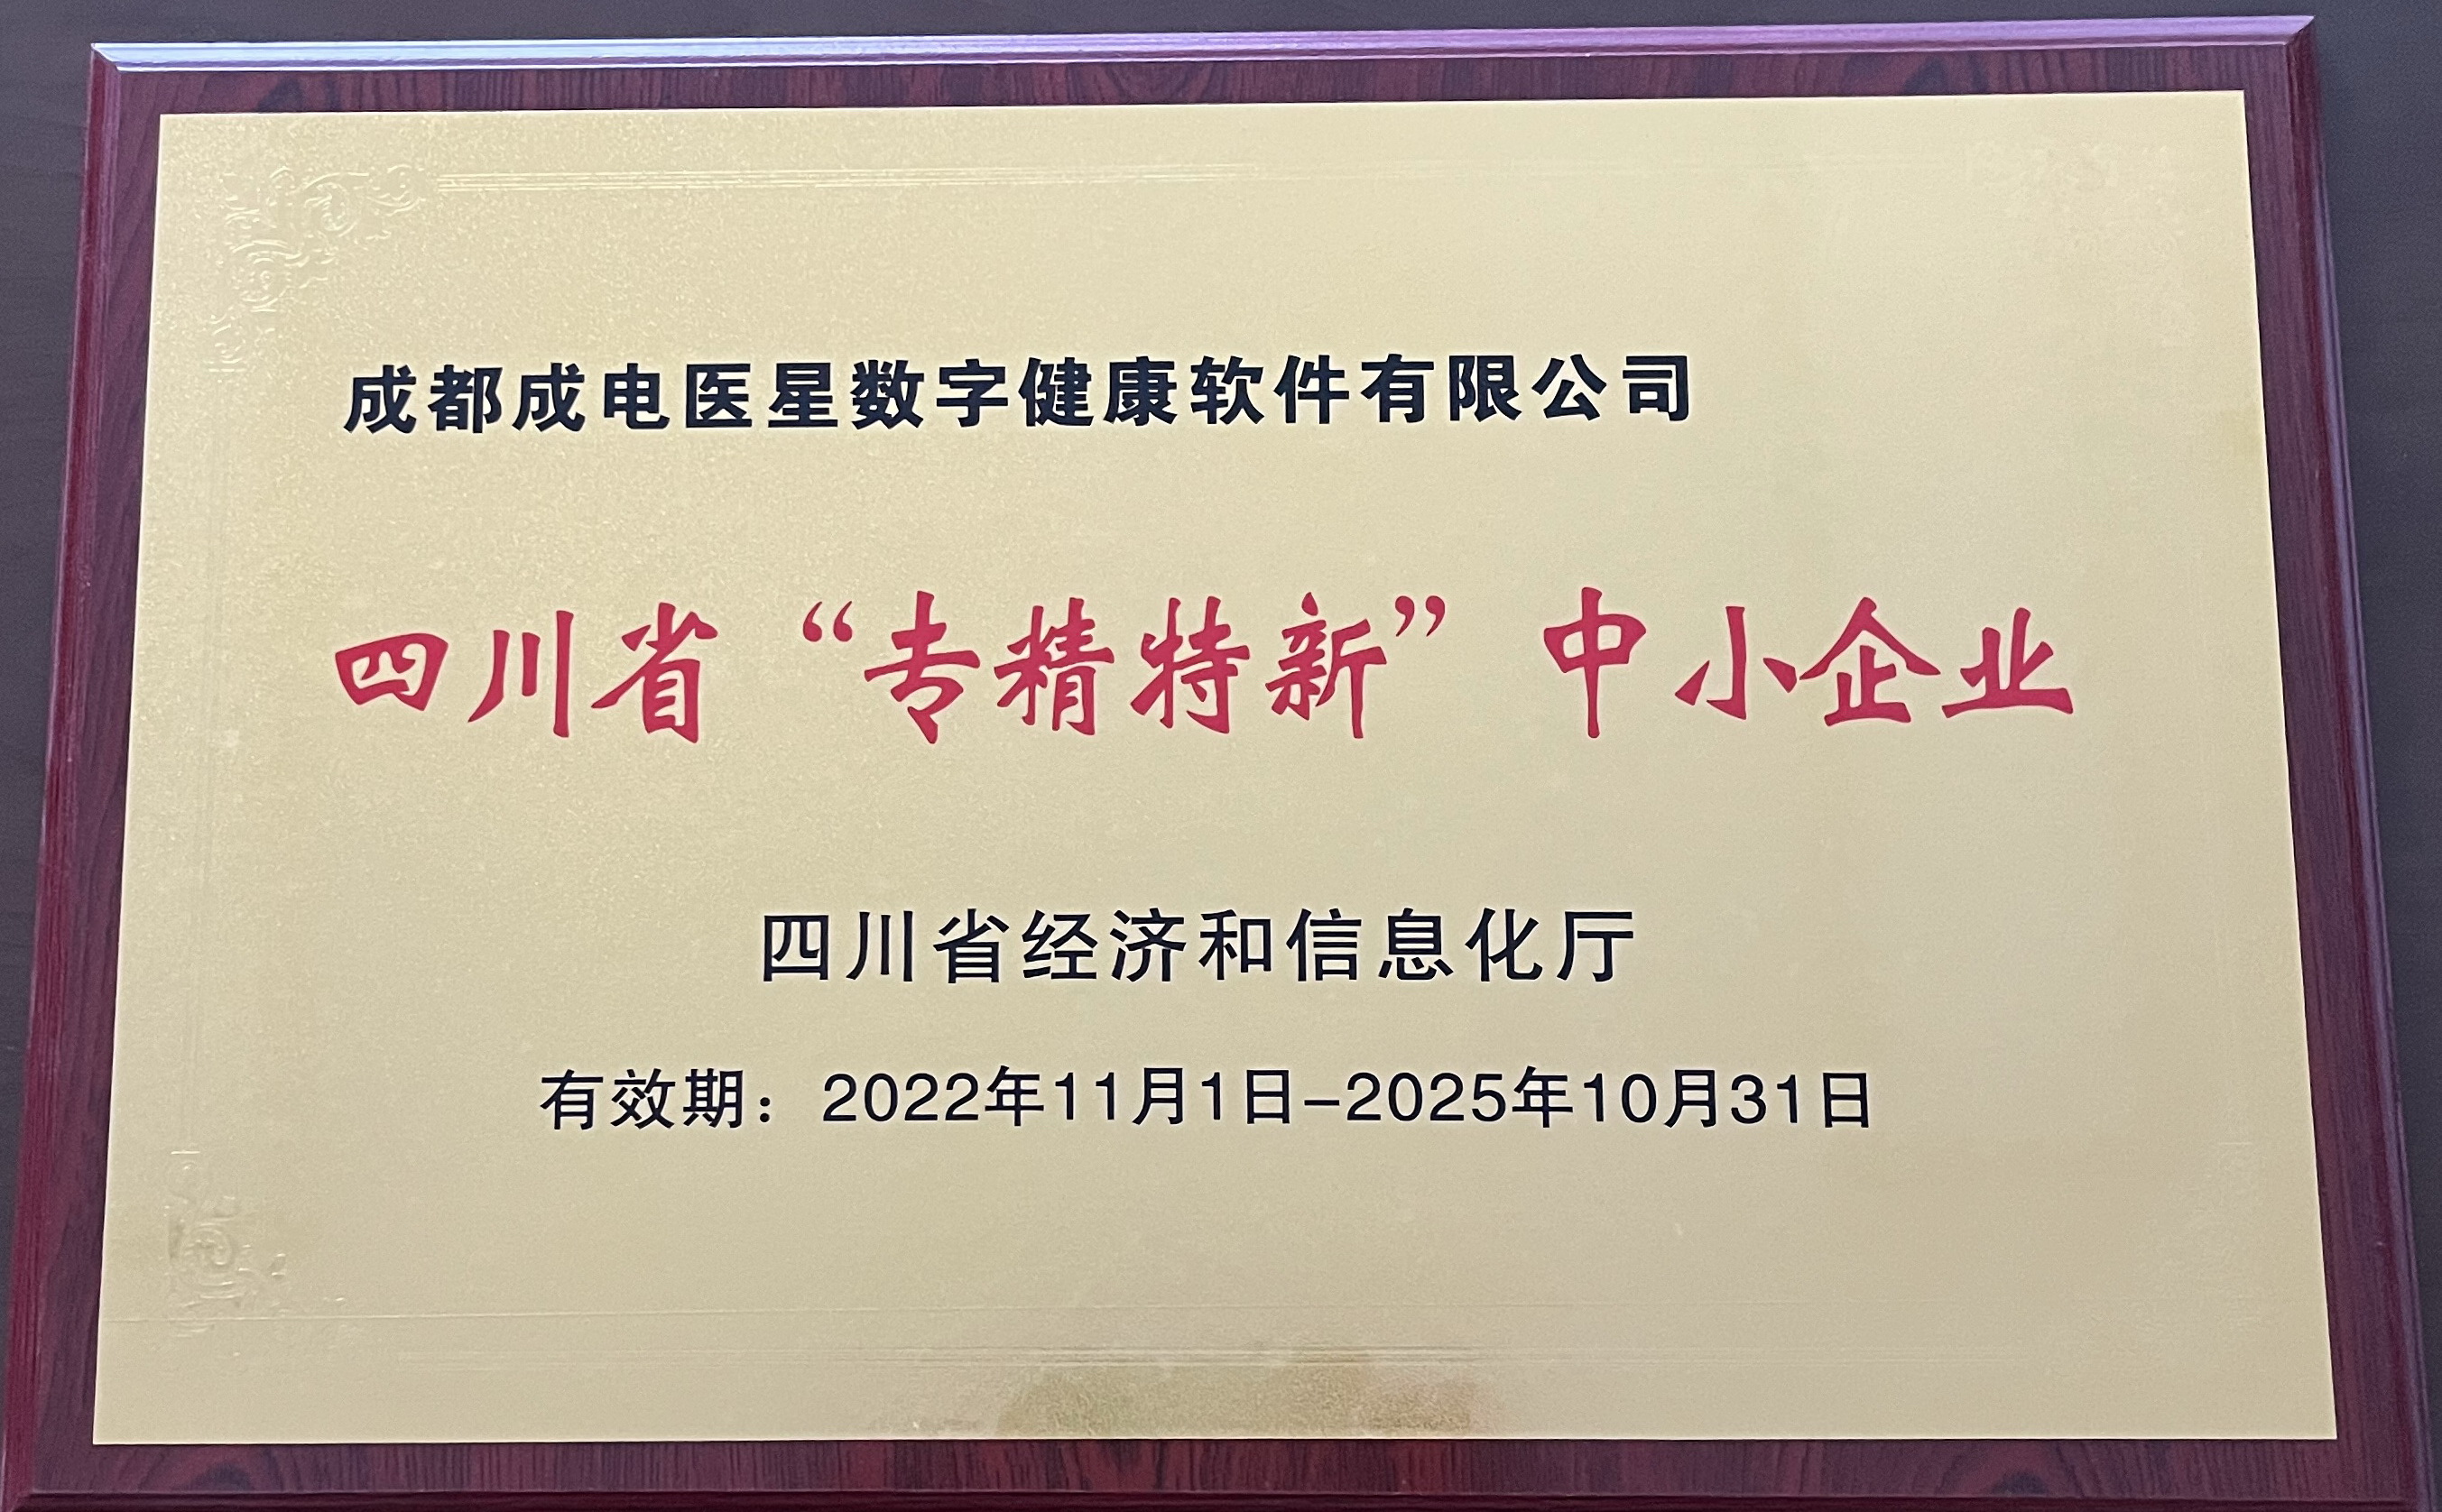 成都成电医星数字健康软件有限公司
四川省“专精特新”中小企业
四川省经济和信息化厅
有效期：2022年11月1日-2025年10月31日